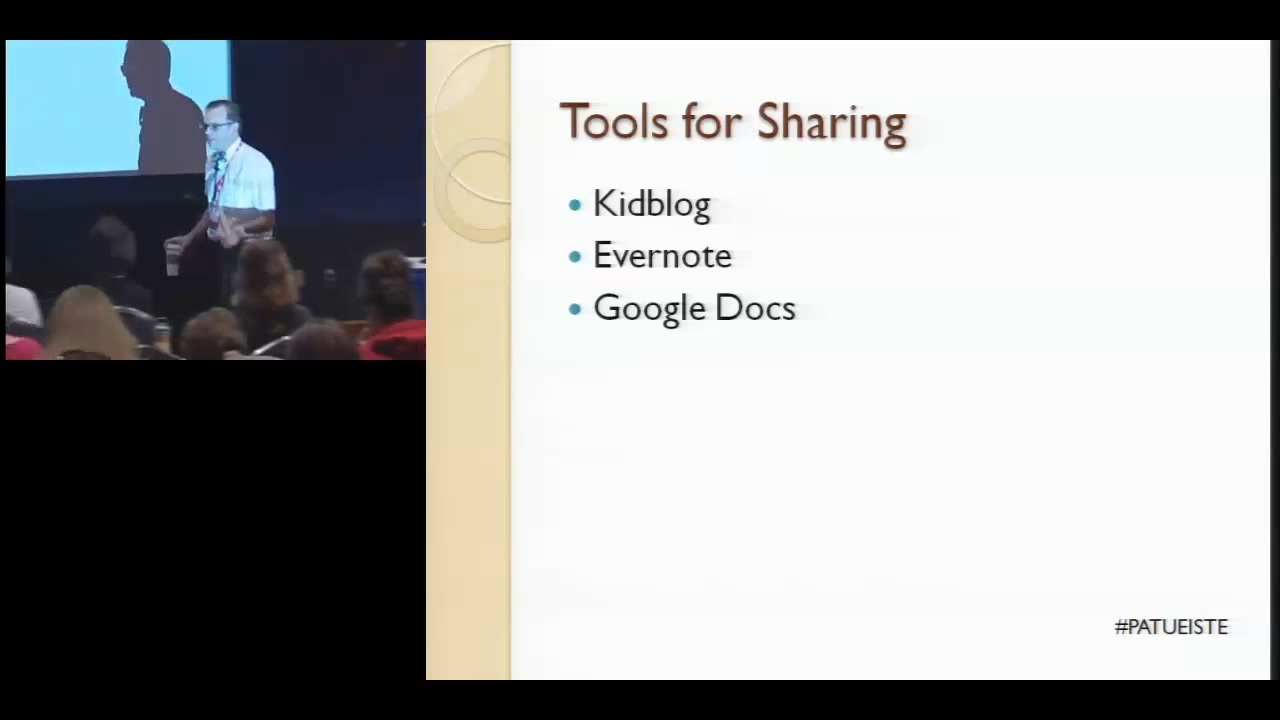 Tools for Sharing
Kidblog
Evernote
Google Docs
#PATUEISTE